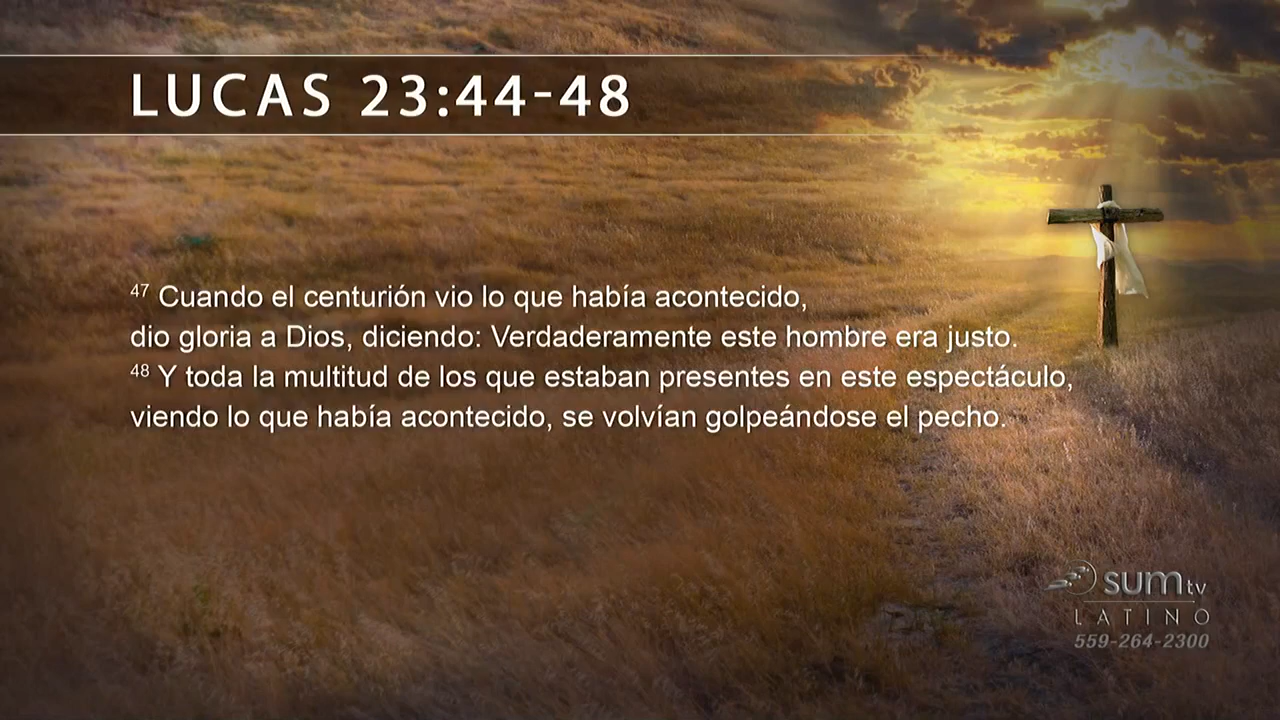 LUCAS 23:44-48
47 Cuando el centurión vio lo que había acontecido,
dio gloria a Dios, diciendo: Verdaderamente este hombre era justo.
48 Y toda la multitud de los que estaban presentes en este espectáculo,
viendo lo que había acontecido, se volvían golpeándose el pecho.
sumtv
LATINO
559-264-2300